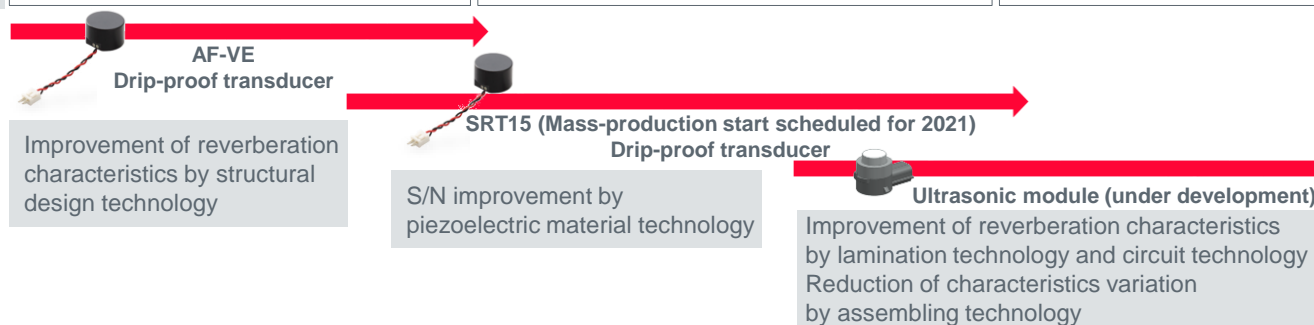 AF-VE
Drip-proof transducer
Improvement of reverberation
characteristics by structural
design technology
SRT15 (Mass-production start scheduled for 2021)
Drip-proof transducer
S/N improvement by
piezoelectric material technology
Ultrasonic module (under development)
Improvement of reverberation characteristics
by lamination technology and circuit technology
Reduction of characteristics variation
by assembling technology